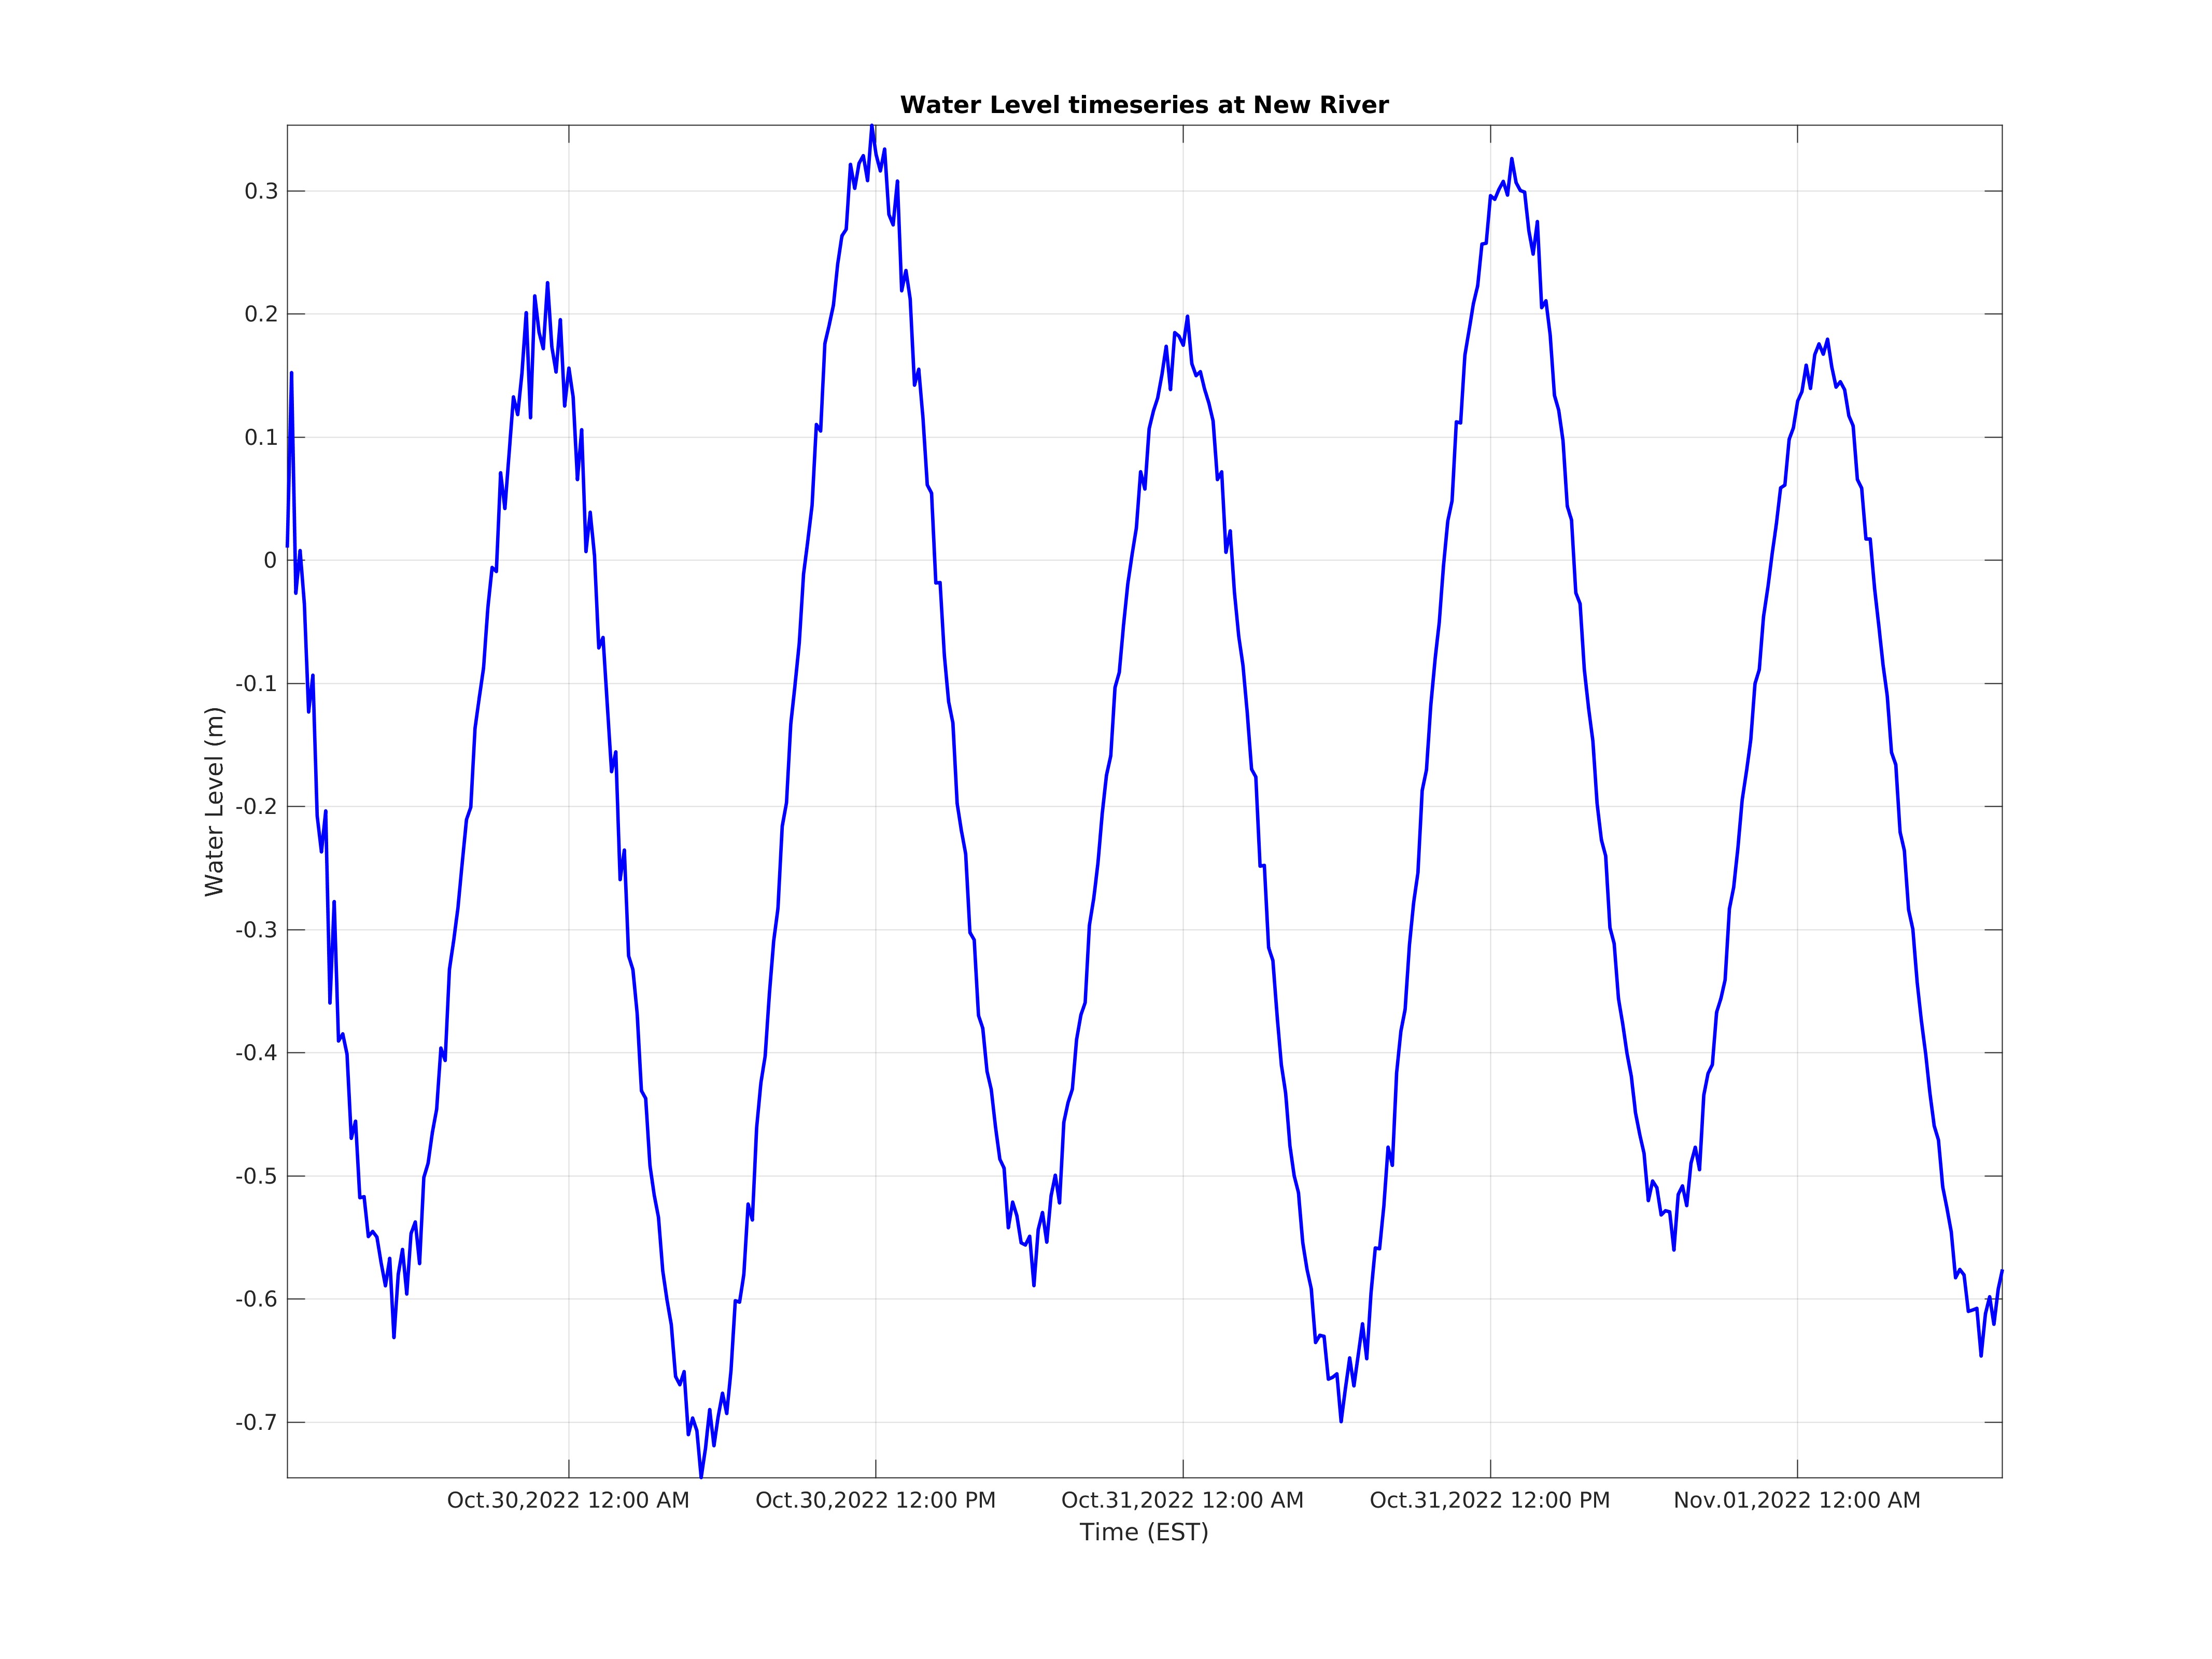 Water Level timeseries at New River
0.3
0.2
0.1
0
-0.1
-0.2
-0.3
-0.4
-0.5
-0.6
-0.7
Water Level (m)
Oct.30,2022 12:00 AM
Oct.30,2022 12:00 PM
Oct.31,2022 12:00 AM
Oct.31,2022 12:00 PM
Nov.01,2022 12:00 AM
Time (EST)